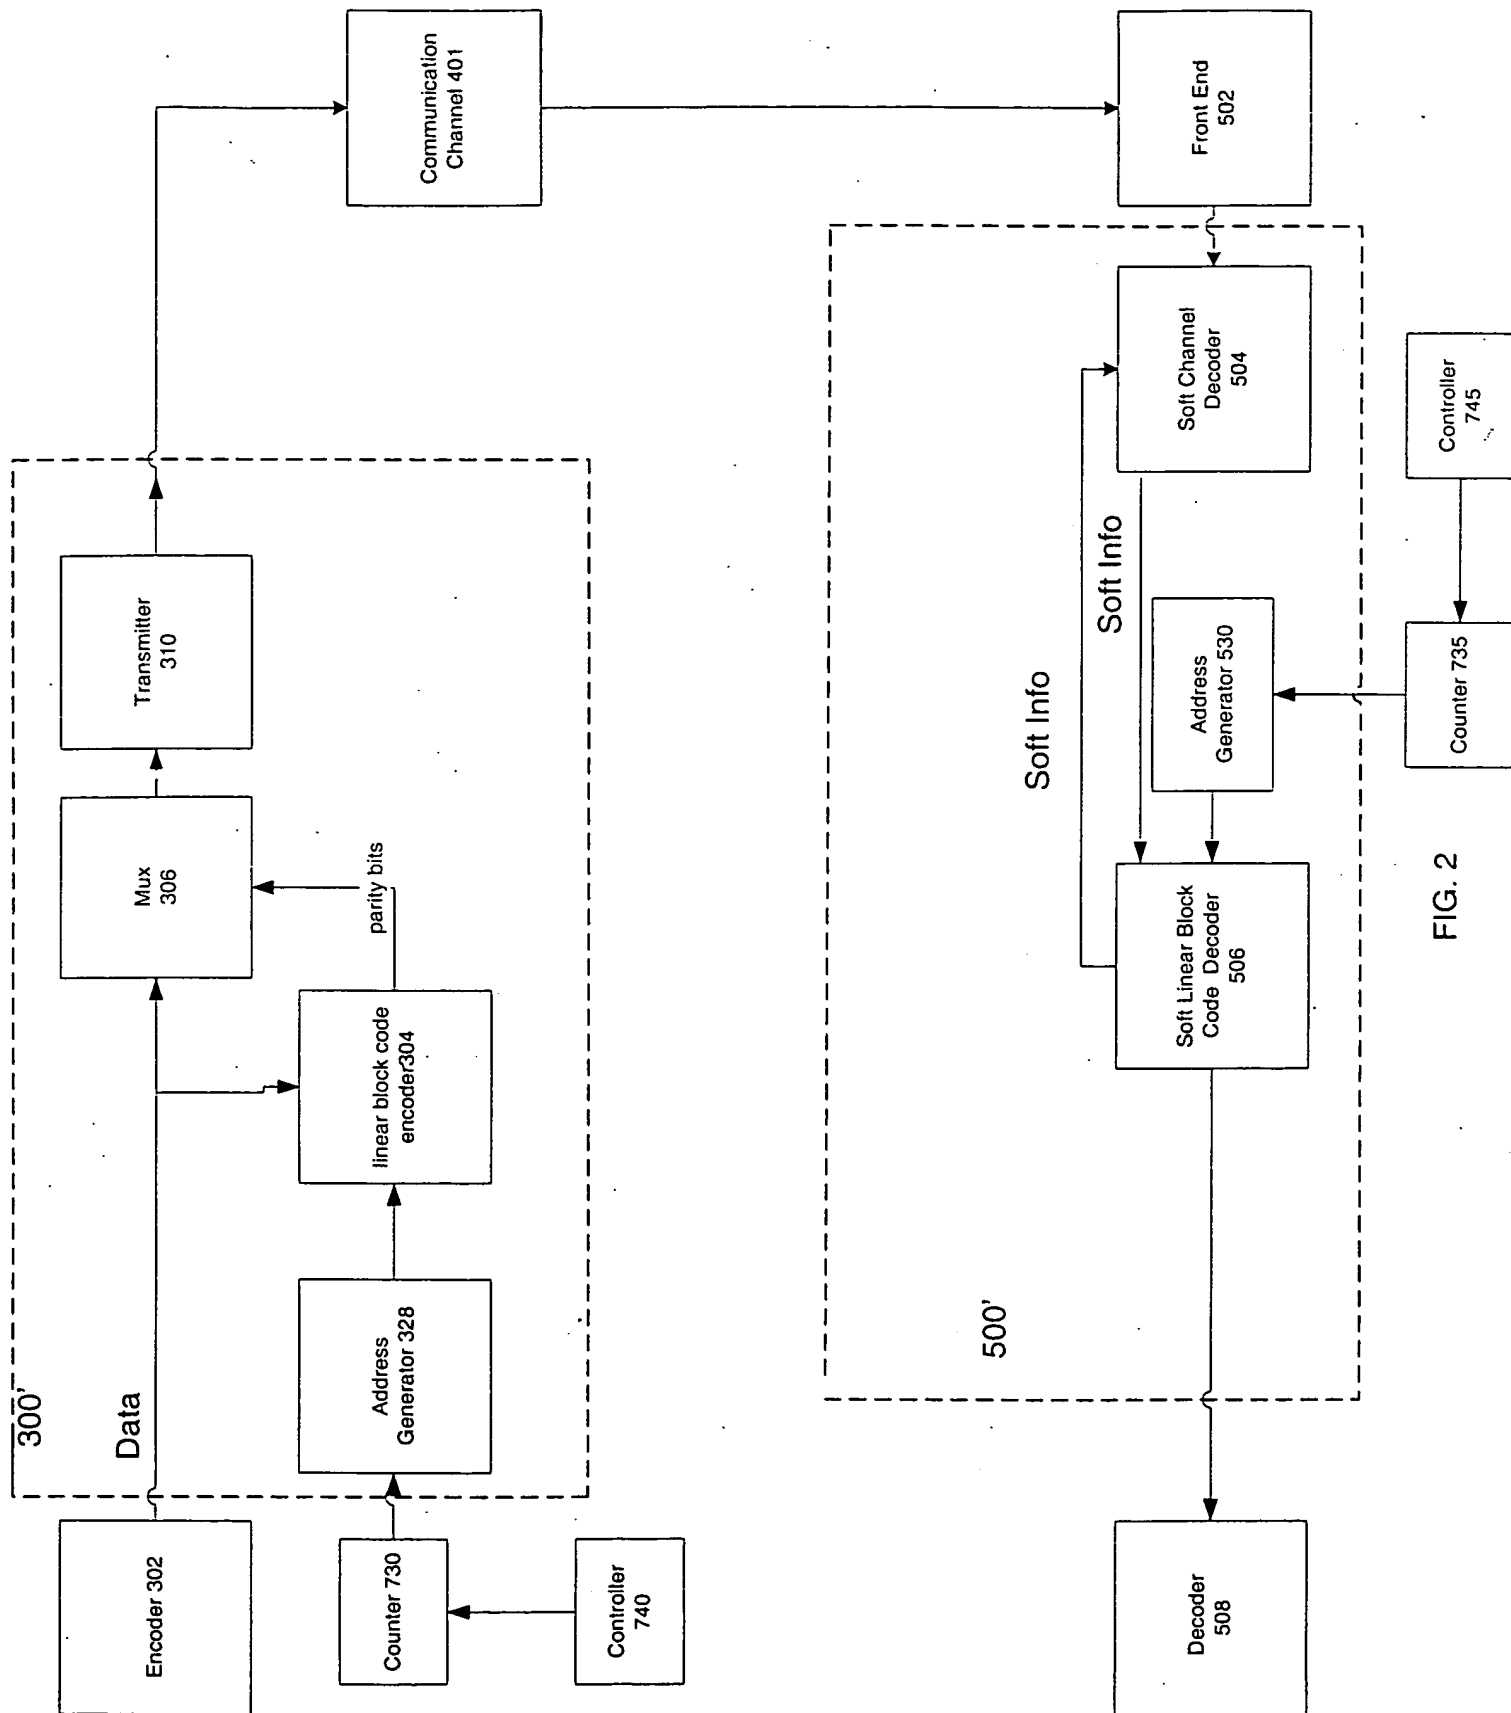 300’
Encoder 302
Data
Mux
306
Transmitter
310
Counter 730
Address
Generator 328
linear block code
encoder304
parity bits
Controller
740
Communication
Channel 401
500’
Decoder
508
Soft Linear Block
Code Decoder
506
Soft Info
Soft Info
Address
Generator 530
Soft Channel
Decoder
504
Front End
502
Counter 735
Controller
745
FIG. 2